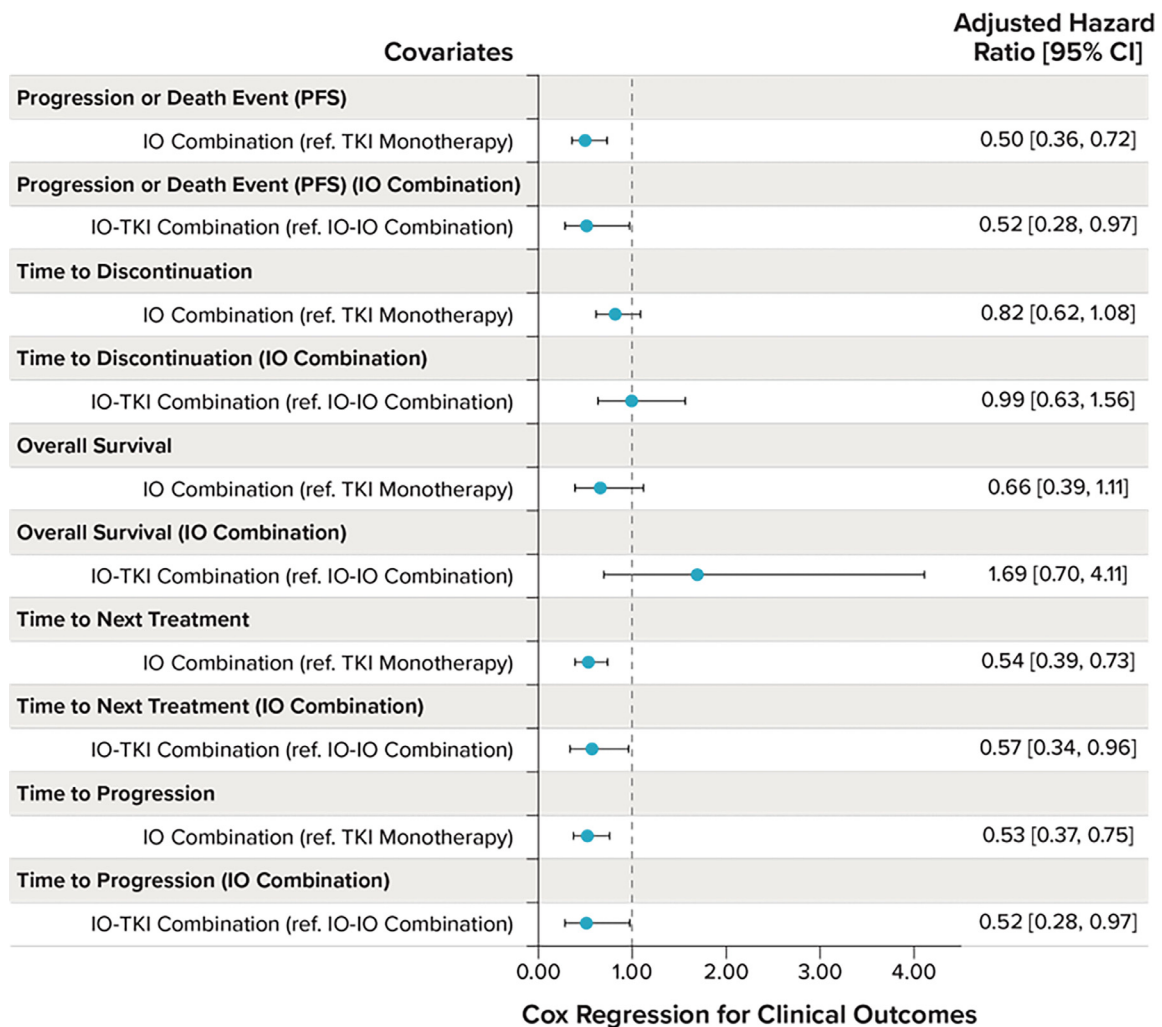 Covariates
Adjusted Hazard
Ratio [95% CI]
Progression or Death Event (PFS)
IO Combination (ref. TKI Monotherapy) 0.50 [0.36, 0.72]
Progression or Death Event (PFS) (IO Combination)
IO-TKI Combination (ref. IO-IO Combination) 0.52 [0.28, 0.97]
Time to Discontinuation
IO Combination (ref. TKI Monotherapy) 0.82 [0.62, 1.08]
Time to Discontinuation (IO Combination)
IO-TKI Combination (ref. IO-IO Combination) 0.99 [0.63, 1.56]
Overall Survival
IO Combination (ref. TKI Monotherapy) 0.66 [0.39, 1.11]
Overall Survival (IO Combination)
IO-TKI Combination (ref. IO-IO Combination) 1.69 [0.70, 4.11]
Time to Next Treatment
IO Combination (ref. TKI Monotherapy) 0.54 [0.39, 0.73]
Time to Next Treatment (IO Combination)
IO-TKI Combination (ref. IO-IO Combination) 0.57 [0.34, 0.96]
Time to Progression
IO Combination (ref. TKI Monotherapy) 0.53 [0.37, 0.75]
Time to Progression (IO Combination)
IO-TKI Combination (ref. IO-IO Combination) 0.52 [0.28, 0.97]
0.00 1.00 2.00 3.00 4.00
Cox Regression for Clinical Outcomes